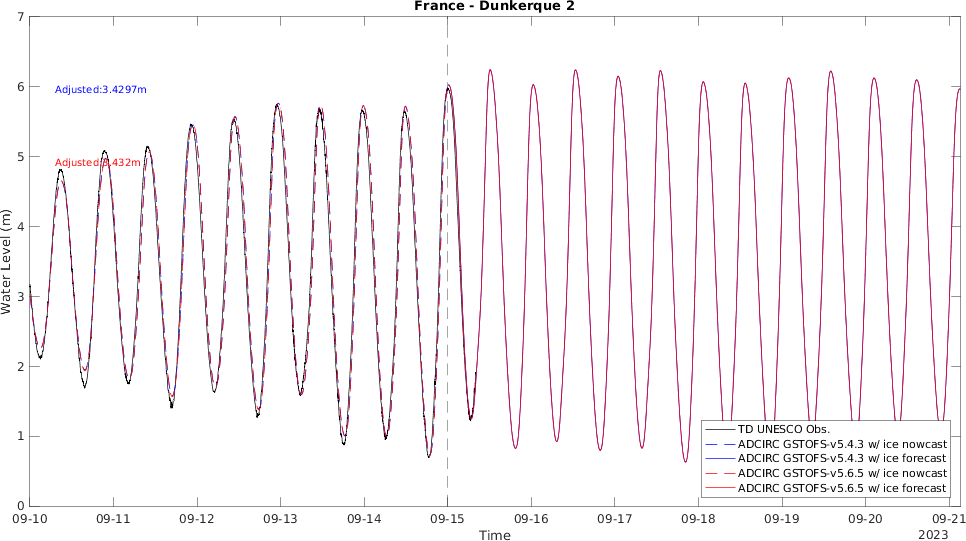 France - Dunkerque 2
7
6
5
4
3
2
1
0
Water Level (m)
Adjusted:3.4297m
Adjusted:3.432m
TD UNESCO Obs.
ADCIRC GSTOFS-v5.4.3 w/ ice nowcast
ADCIRC GSTOFS-v5.4.3 w/ ice forecast
ADCIRC GSTOFS-v5.6.5 w/ ice nowcast
ADCIRC GSTOFS-v5.6.5 w/ ice forecast
09-10 09-11 09-12 09-13 09-14 09-15 09-16 09-17 09-18 09-19 09-20 09-21
Time
2023